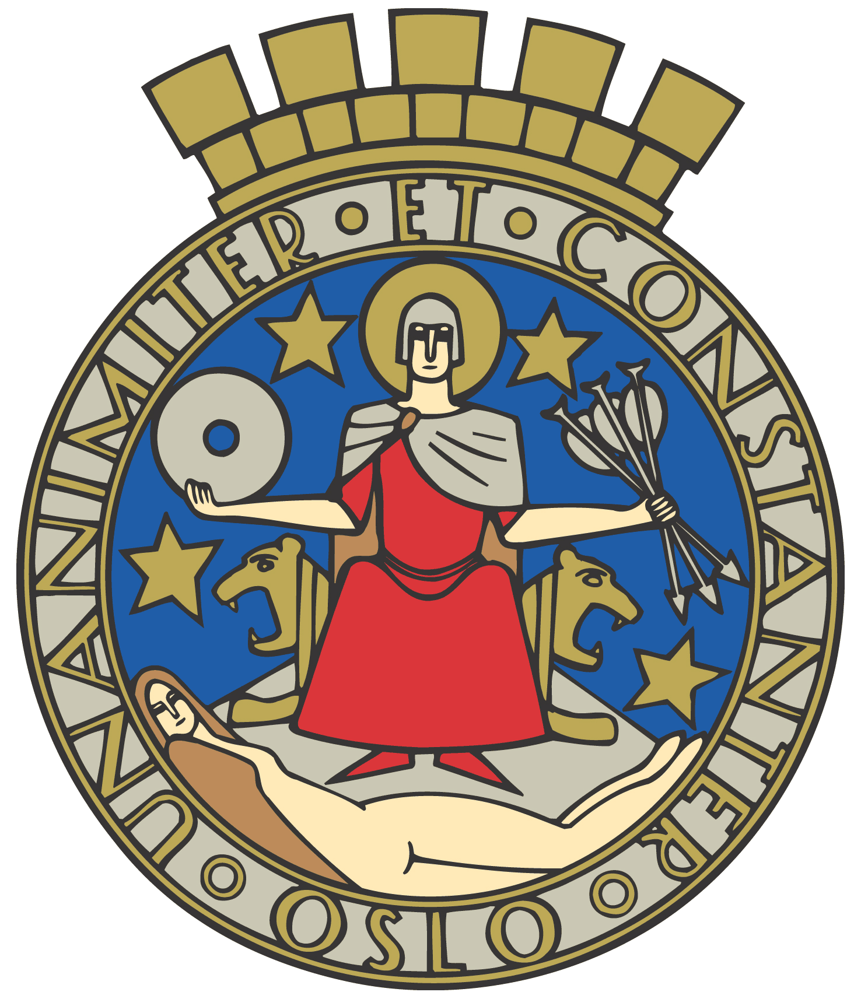 UNANIMITER · ET · CONSTANTER
OSLO